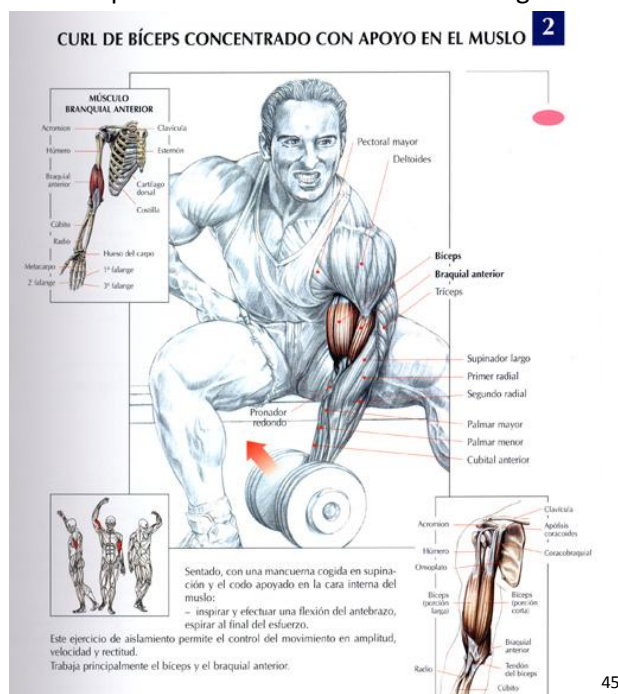 CURL DE BÍCEPS CONCENTRADO CON APOYO EN EL MUSLO 2
MÚSCULO
BRANQUIAL ANTERIOR
Acromion
Clavícula
Húmero
Esternón
Braquial
anterior
Cartílago
dorsal
Costilla
Cúbito
Radio
Hueso del carpo
Metacarpo
1ª falange
2ª falange
3ª falange
Pectoral mayor
Deltoides
Bíceps
Braquial anterior
Tríceps
Supinador largo
Primer radial
Segundo radial
Pronador
redondo
Palmar mayor
Palmar menor
Cubital anterior
Sentado, con una mancuerna cogida en supina-
ción y el codo apoyado en la cara interna del
muslo:
– inspirar y efectuar una flexión del antebrazo,
espirar al final del esfuerzo.
Este ejercicio de aislamiento permite el control del movimiento en amplitud,
velocidad y rectitud.
Trabaja principalmente el bíceps y el braquial anterior.
Clavícula
Acromion
Apófisis
coracoides
Húmero
Coracobraquial
Omoplato
Bíceps
(porción
larga)
Bíceps
(porción
corta)
Braquial
anterior
Radio
Tendón
del bíceps
Cúbito
45